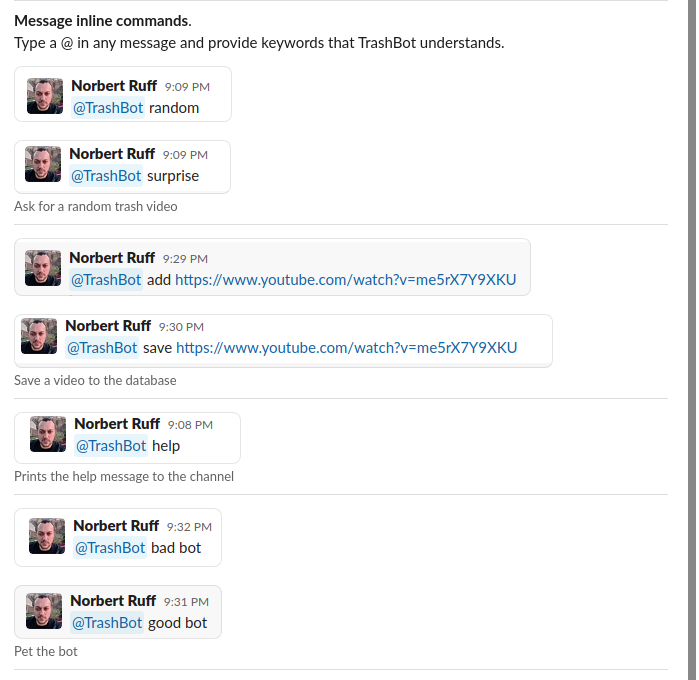 Message inline commands.
Type a @ in any message and provide keywords that TrashBot understands.
Norbert Ruff 9:09 PM
@TrashBot random
Norbert Ruff 9:09 PM
@TrashBot surprise
Ask for a random trash video
Norbert Ruff 9:29 PM
@TrashBot add https://www.youtube.com/watch?v=me5rX7Y9XKU
Norbert Ruff 9:30 PM
@TrashBot save https://www.youtube.com/watch?v=me5rX7Y9XKU
Save a video to the database
Norbert Ruff 9:08 PM
@TrashBot help
Prints the help message to the channel
Norbert Ruff 9:32 PM
@TrashBot bad bot
Norbert Ruff 9:31 PM
@TrashBot good bot
Pet the bot